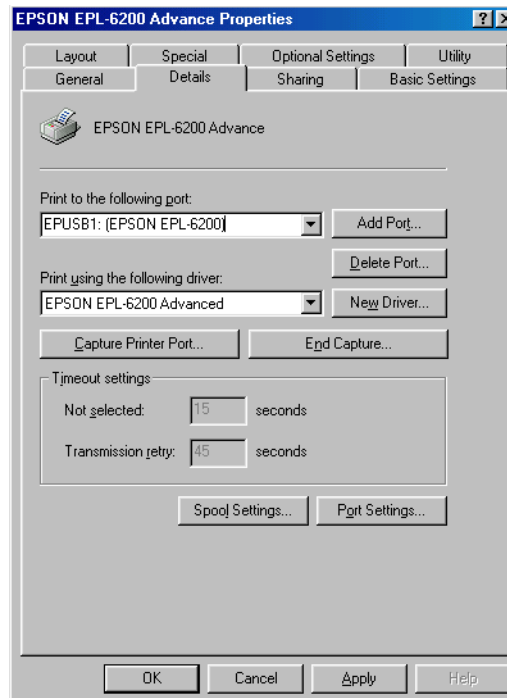 EPSON EPL-6200 Advance Properties
Layout Special Optional Settings Utility
General Details Sharing Basic Settings
EPSON EPL-6200 Advance
Print to the following port:
EPUSB1: (EPSON EPL-6200) Add Port...
Delete Port...
Print using the following driver:
EPSON EPL-6200 Advanced New Driver...
Capture Printer Port... End Capture...
Timeout settings
Not selected: 15 seconds
Transmission retry: 45 seconds
Spool Settings... Port Settings...
OK Cancel Apply Help